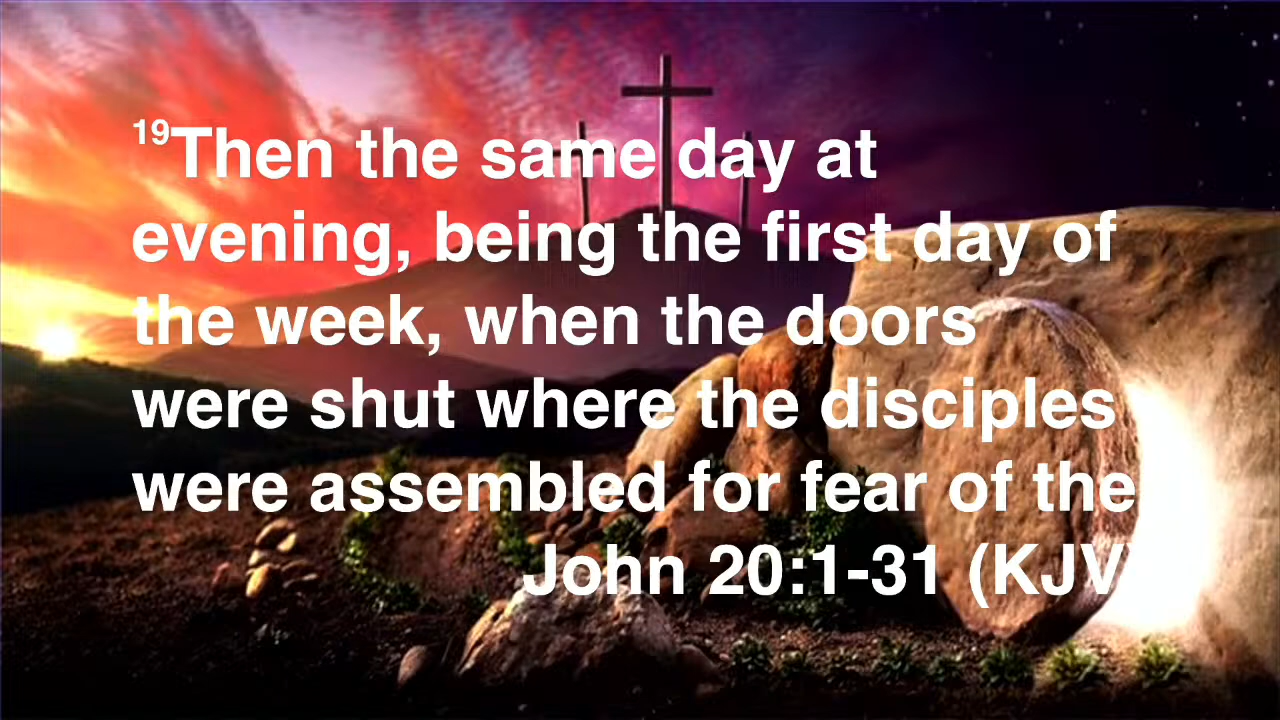 19Then the same day at
evening, being the first day of
the week, when the doors
were shut where the disciples
were assembled for fear of the
John 20:1-31 (KJV)